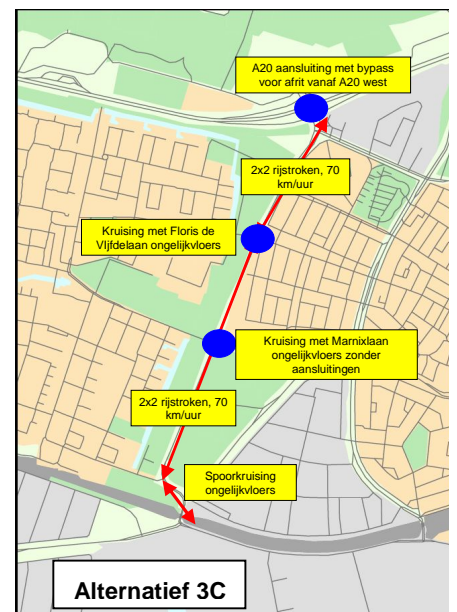 A20 aansluiting met bypass
voor afrit vanaf A20 west
2x2 rijstroken, 70
km/uur
Kruising met Floris de
VIjfdelaan ongelijkvloers
Kruising met Marnixlaan
ongelijkvloers zonder
aansluitingen
2x2 rijstroken, 70
km/uur
Spoorkruising
ongelijkvloers
Alternatief 3C